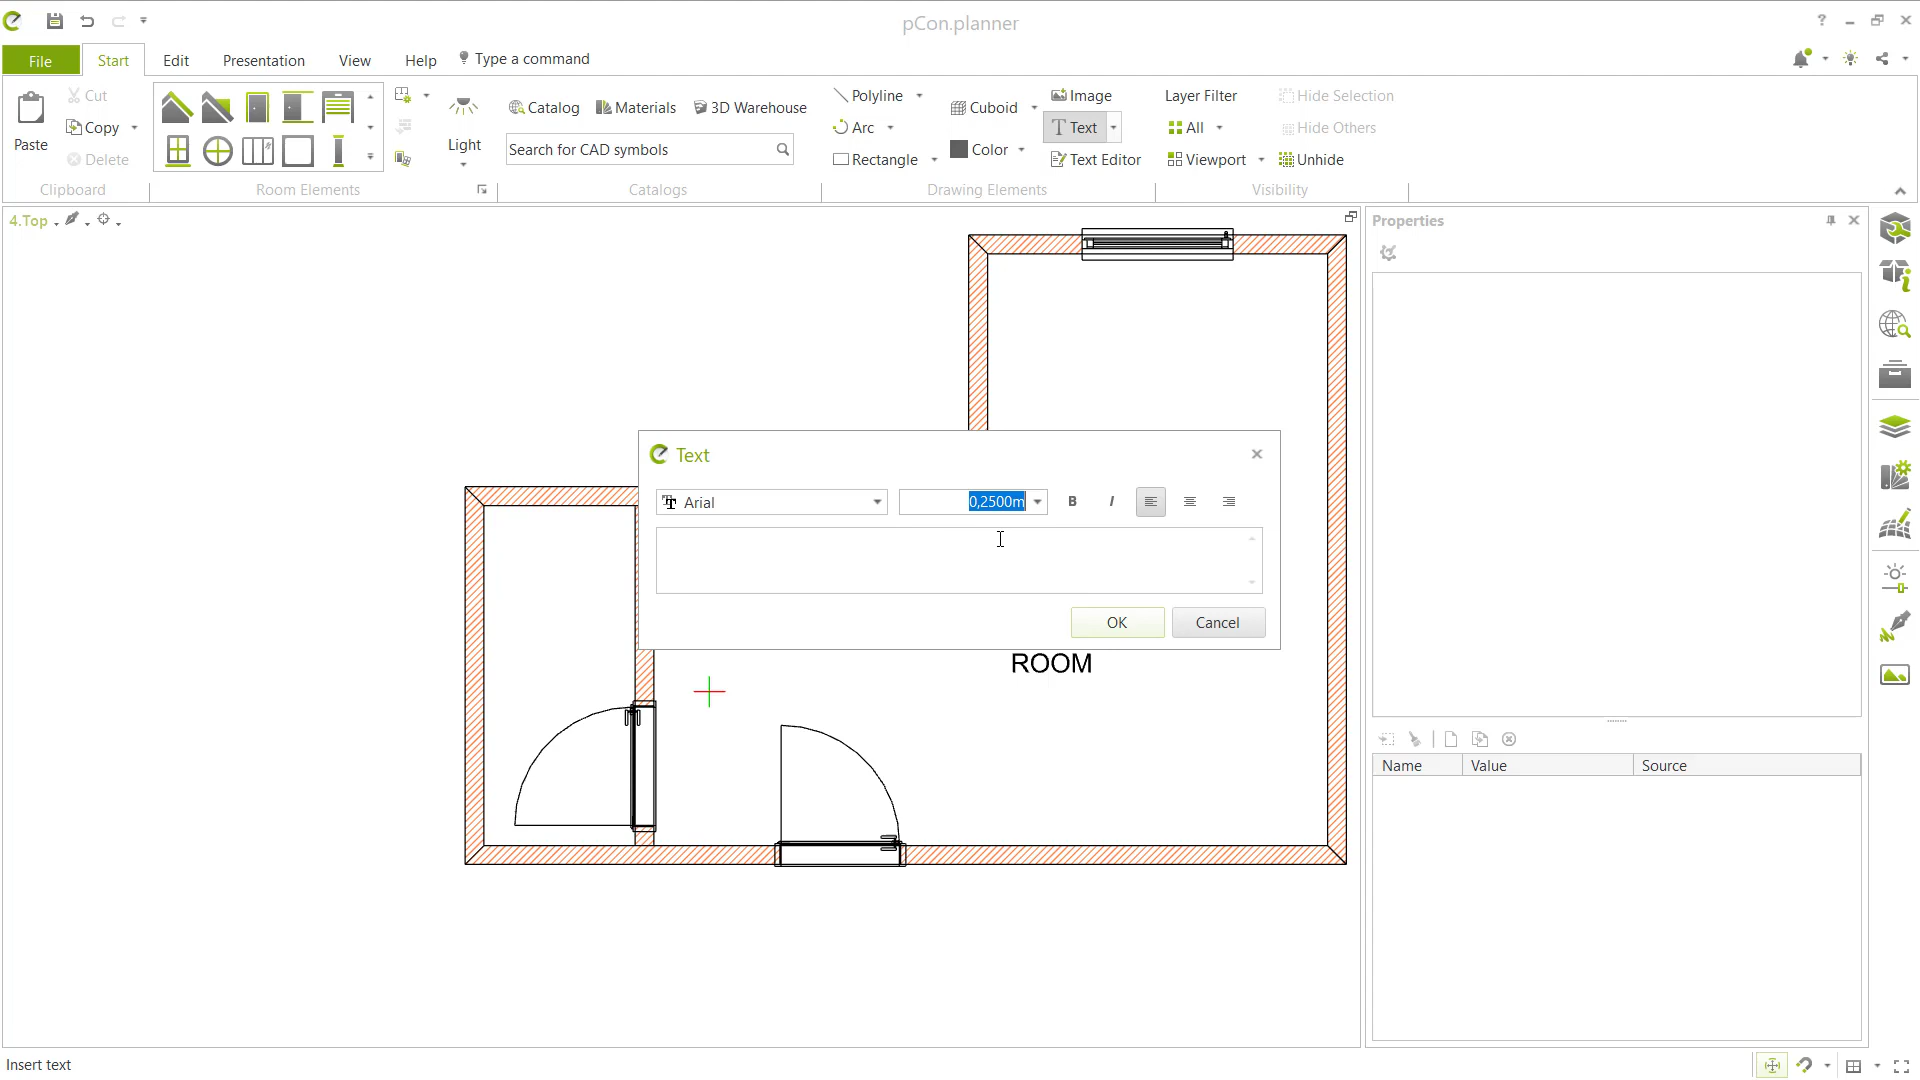 pCon.planner
?
File
Start
Edit
Presentation
View
Help
Type a command
Paste
Cut
Copy
Delete
Clipboard
Room Elements
Light
Catalog
Materials
3D Warehouse
Search for CAD symbols
Catalogs
Polyline
Arc
Rectangle
Cuboid
Color
Image
Text
Text Editor
Drawing Elements
Layer Filter
All
Viewport
Hide Selection
Hide Others
Unhide
Visibility
4.Top
Properties
Text
Arial
0,2500m
B
I
OK
Cancel
ROOM
Name
Value
Source
Insert text